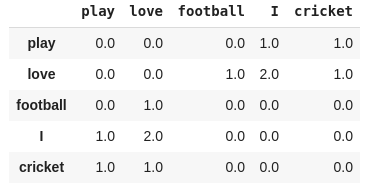 play love football I cricket
play 0.0 0.0 0.0 1.0 1.0
love 0.0 0.0 1.0 2.0 1.0
football 0.0 1.0 0.0 0.0 0.0
I 1.0 2.0 0.0 0.0 0.0
cricket 1.0 1.0 0.0 0.0 0.0